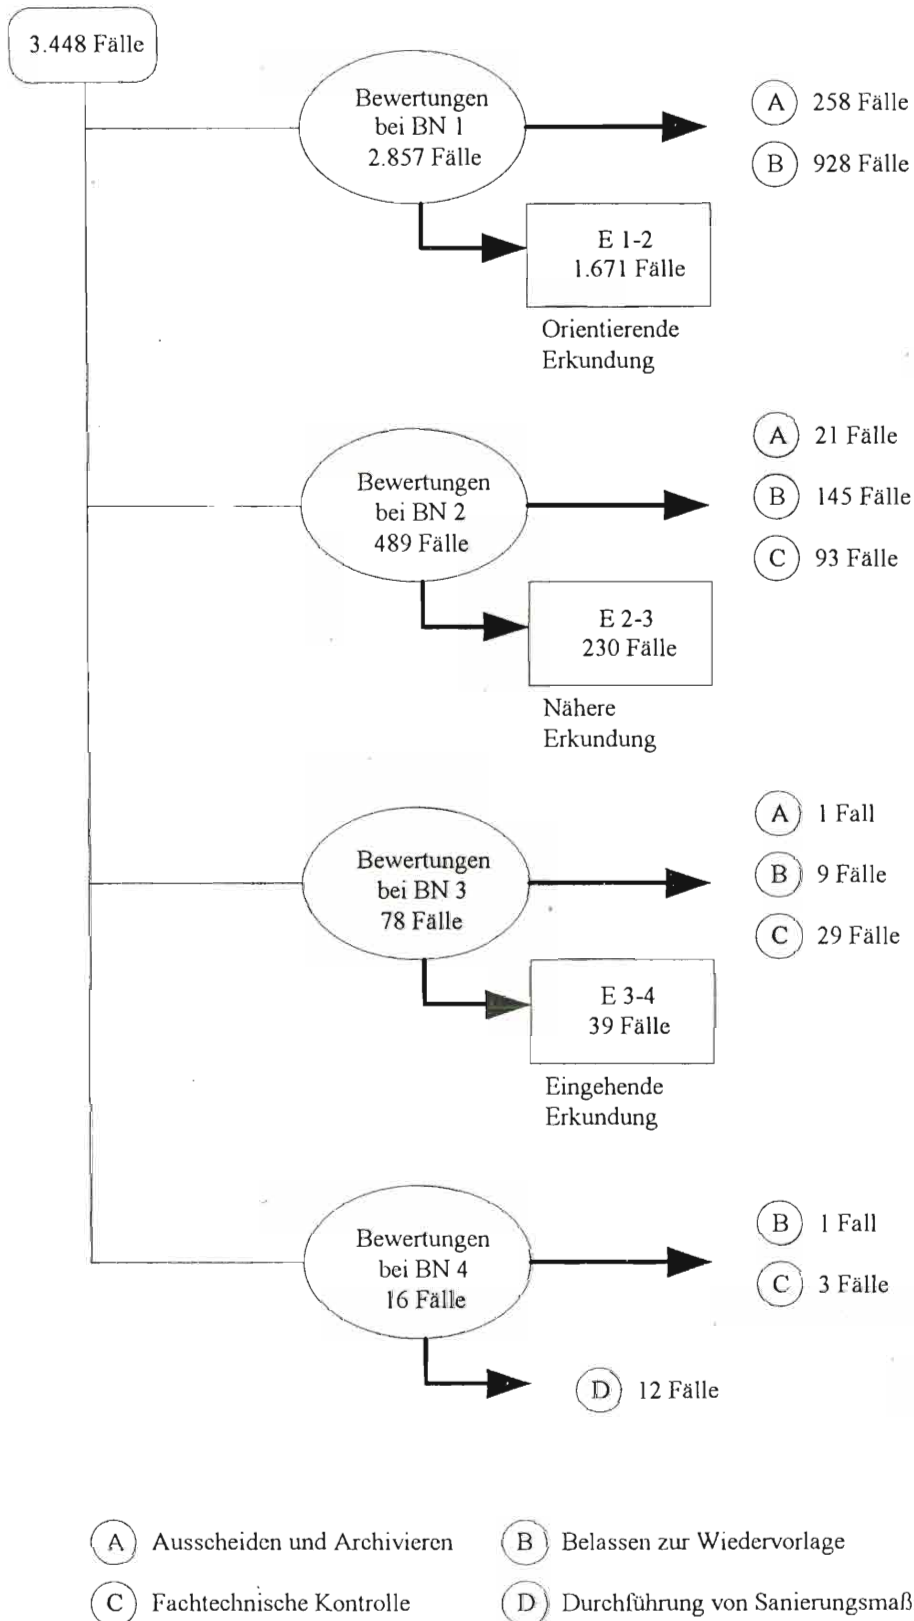 3.448 Fälle
Bewertungen
bei BN 1
2.857 Fälle
A 258 Fälle
B 928 Fälle
E 1-2
1.671 Fälle
Orientierende
Erkundung
Bewertungen
bei BN 2
489 Fälle
A 21 Fälle
B 145 Fälle
C 93 Fälle
E 2-3
230 Fälle
Nähere
Erkundung
Bewertungen
bei BN 3
78 Fälle
A 1 Fall
B 9 Fälle
C 29 Fälle
E 3-4
39 Fälle
Eingehende
Erkundung
Bewertungen
bei BN 4
16 Fälle
B 1 Fall
C 3 Fälle
D 12 Fälle
A Ausscheiden und Archivieren
B Belassen zur Wiedervorlage
C Fachtechnische Kontrolle
D Durchführung von Sanierungsmaß